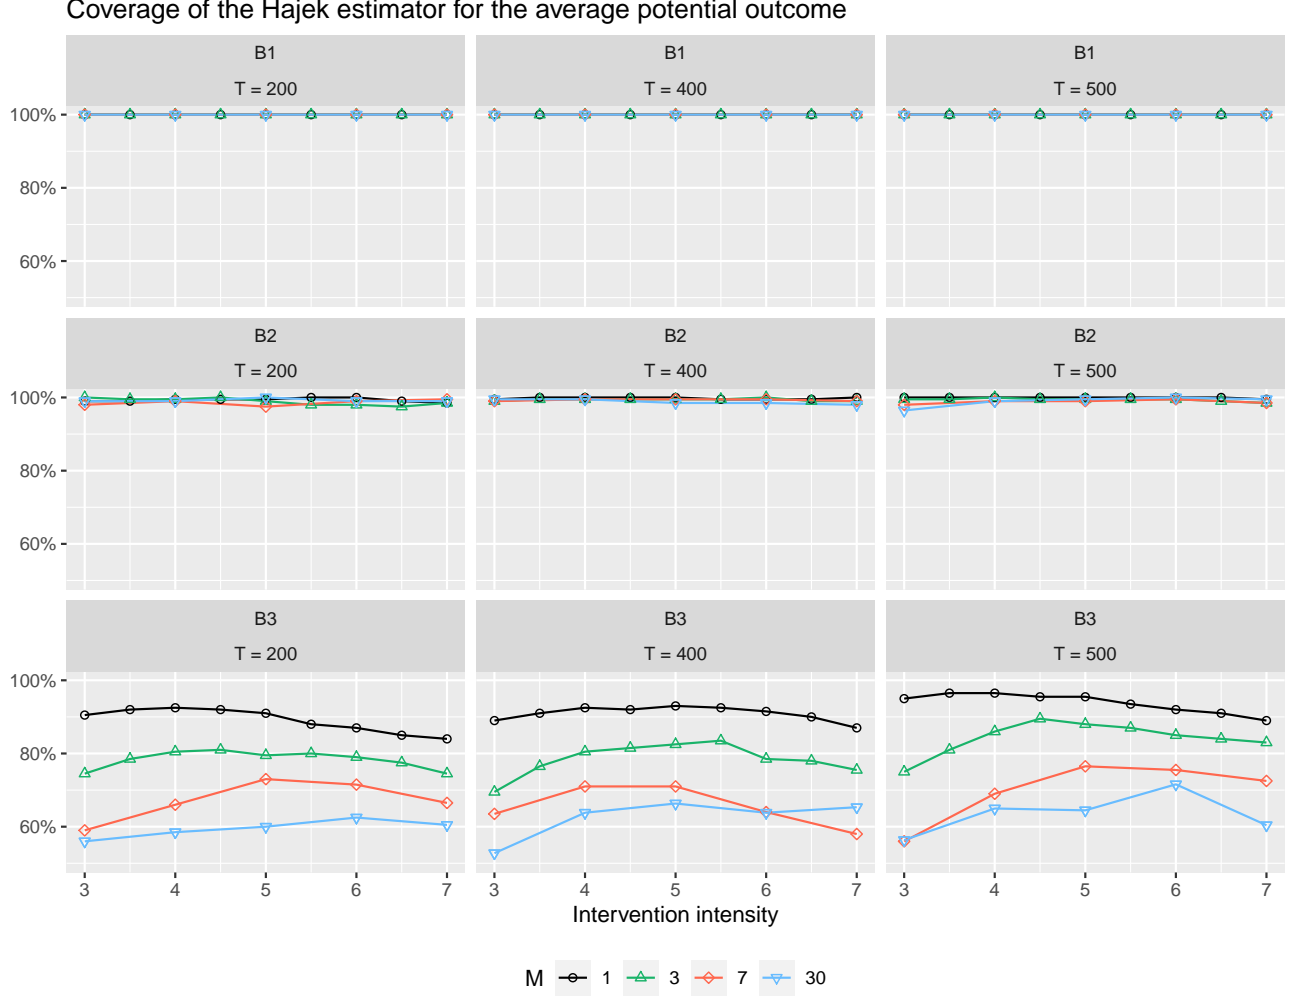 Coverage of the Hajek estimator for the average potential outcome
B1 B1 B1
T = 200 T = 400 T = 500
100%
80%
60%
B2 B2 B2
T = 200 T = 400 T = 500
100%
80%
60%
B3 B3 B3
T = 200 T = 400 T = 500
100%
80%
60%
3 4 5 6 7 3 4 5 6 7 3 4 5 6 7
Intervention intensity
M 1 3 7 30